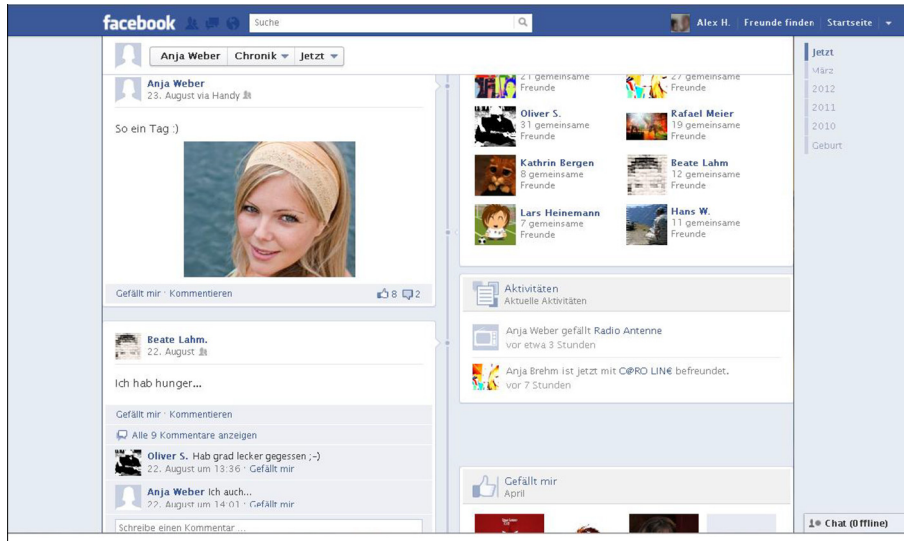 facebook
Suche
Alex H.
Freunde finden
Startseite
Anja Weber
Chronik
Jetzt
Anja Weber
23. August via Handy
So ein Tag :)
Gefällt mir · Kommentieren
8 2
Beate Lahm.
22. August
Ich hab hunger...
Gefällt mir · Kommentieren
Alle 9 Kommentare anzeigen
Oliver S. Hab grad lecker gegessen ;-)
22. August um 13:36 · Gefällt mir
Anja Weber Ich auch...
22. August um 14:01 · Gefällt mir
Schreibe einen Kommentar ...
21 gemeinsame
Freunde
27 gemeinsame
Freunde
Oliver S.
31 gemeinsame
Freunde
Rafael Meier
19 gemeinsame
Freunde
Kathrin Bergen
8 gemeinsame
Freunde
Beate Lahm
12 gemeinsame
Freunde
Lars Heinemann
7 gemeinsame
Freunde
Hans W.
11 gemeinsame
Freunde
Aktivitäten
Aktuelle Aktivitäten
Anja Weber gefällt Radio Antenne
vor etwa 3 Stunden
Anja Brehm ist jetzt mit C@RO LIN€ befreundet.
vor 7 Stunden
Gefällt mir
April
Jetzt
März
2012
2011
2010
Geburt
Chat (Offline)